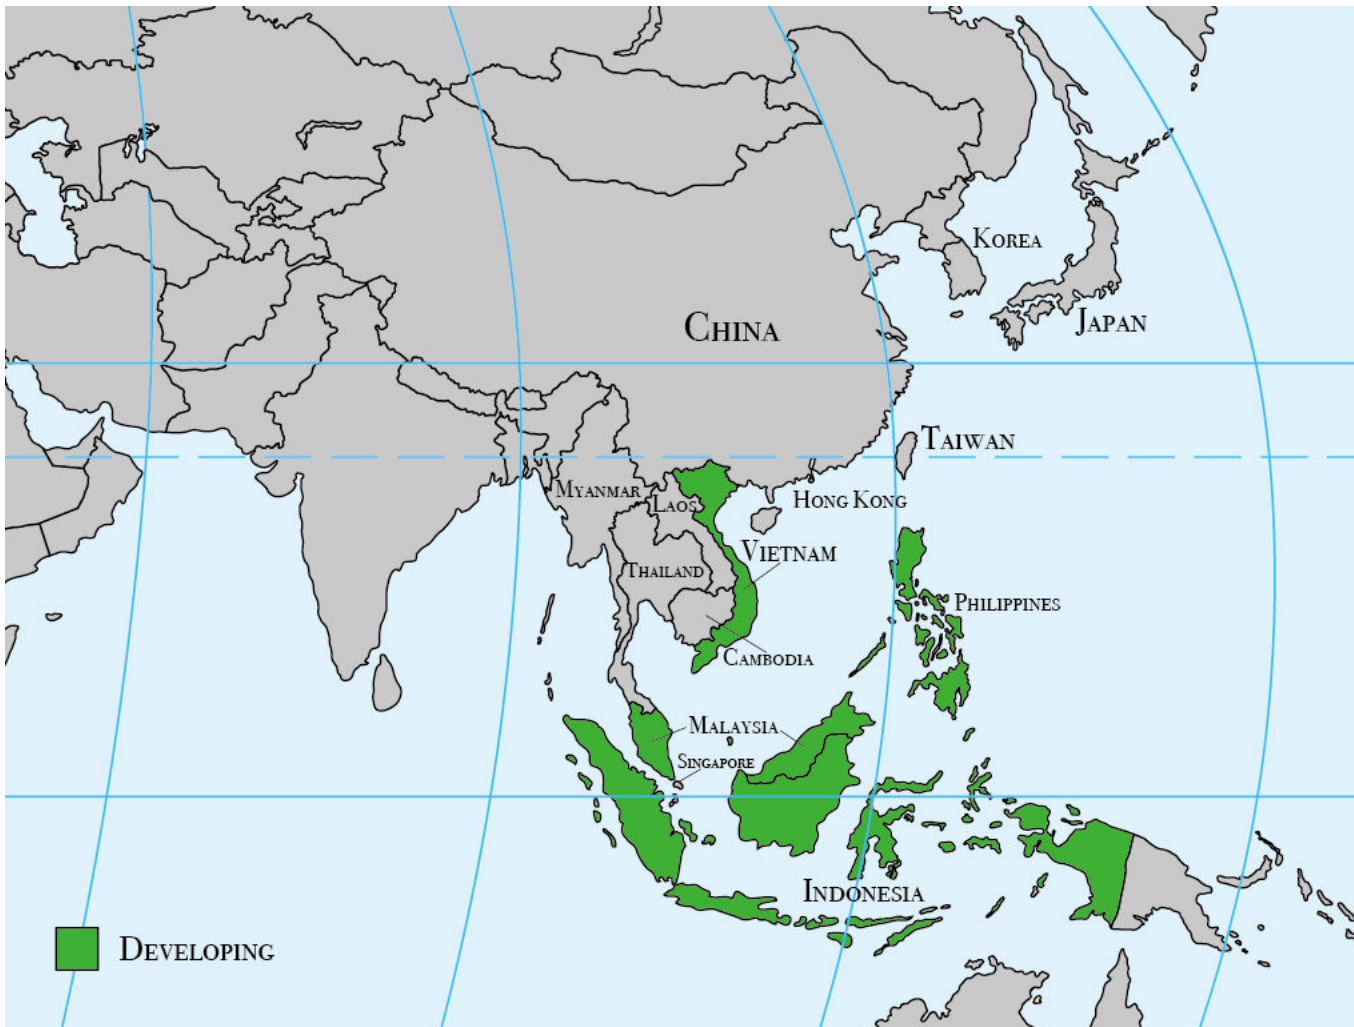 Korea
Japan
China
Taiwan
Myanmar
Laos
Hong Kong
Vietnam
Thailand
Philippines
Cambodia
Malaysia
Singapore
Indonesia
Developing